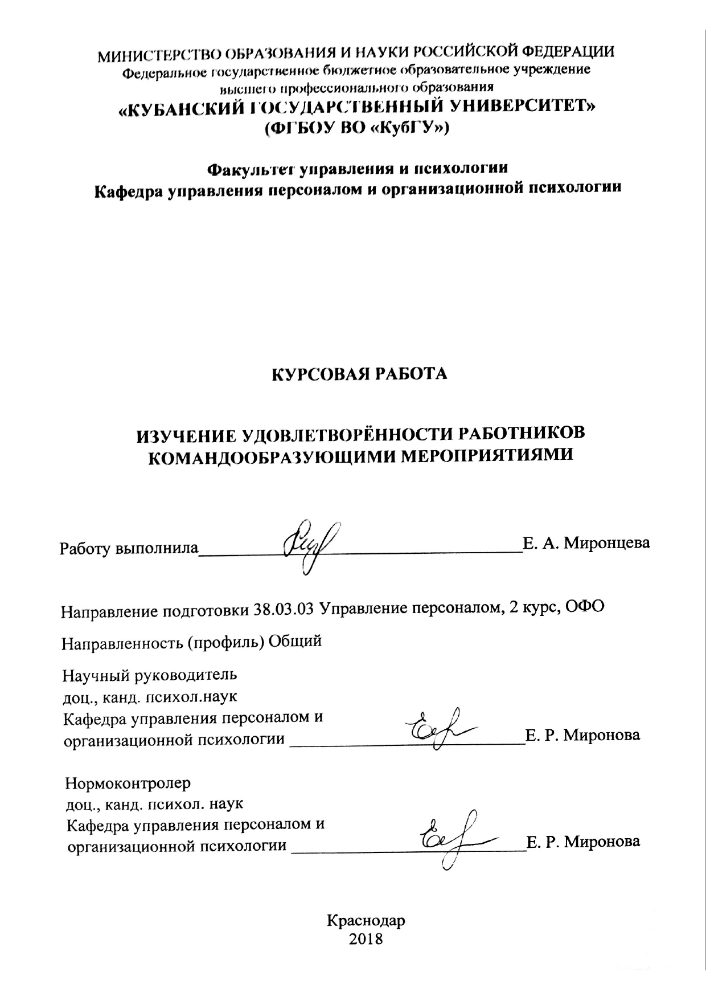 МИНИСТЕРСТВО ОБРАЗОВАНИЯ И НАУКИ РОССИЙСКОЙ ФЕДЕРАЦИИ
Федеральное государственное бюджетное образовательное учреждение
высшего профессионального образования
«КУБАНСКИЙ ГОСУДАРСТВЕННЫЙ УНИВЕРСИТЕТ»
(ФГБОУ ВО «КубГУ»)
Факультет управления и психологии
Кафедра управления персоналом и организационной психологии
КУРСОВАЯ РАБОТА
ИЗУЧЕНИЕ УДОВЛЕТВОРЁННОСТИ РАБОТНИКОВ
КОМАНДООБРАЗУЮЩИМИ МЕРОПРИЯТИЯМИ
Работу выполнила Е. А. Миронцева
Направление подготовки 38.03.03 Управление персоналом, 2 курс, ОФО
Направленность (профиль) Общий
Научный руководитель
доц., канд. психол.наук
Кафедра управления персоналом и
организационной психологии Е. Р. Миронова
Нормоконтролер
доц., канд. психол. наук
Кафедра управления персоналом и
организационной психологии Е. Р. Миронова
Краснодар
2018